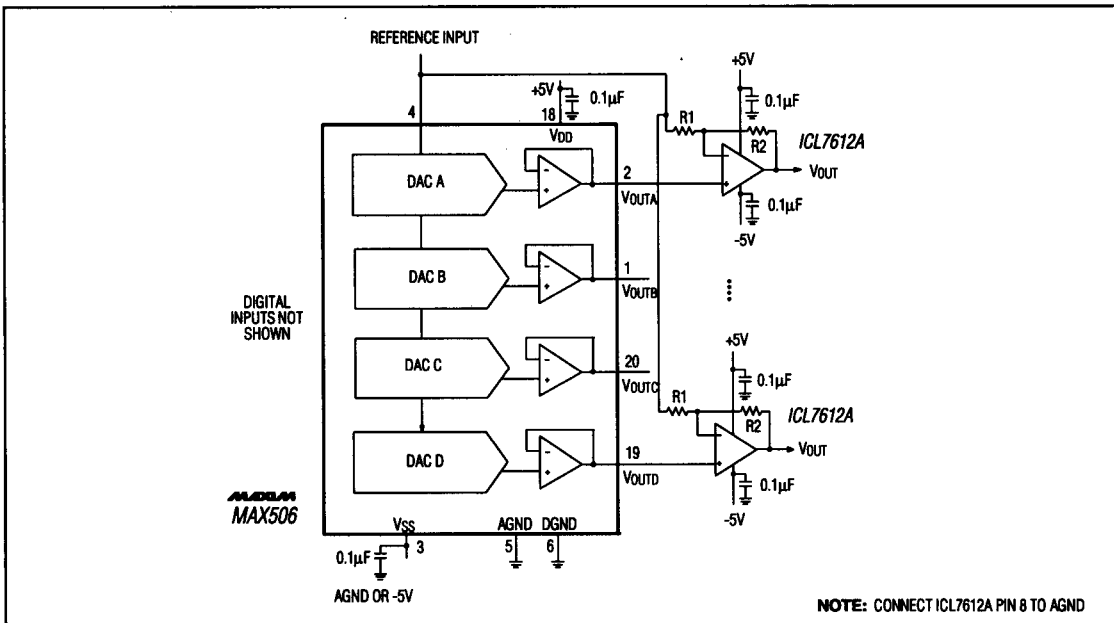 REFERENCE INPUT
4
+5V
0.1µF
18
VDD
+5V
0.1µF
R1
R2
ICL7612A
VOUT
0.1µF
-5V
DAC A
-
+
2
VOUTA
-
+
DAC B
-
+
1
VOUTB
DIGITAL
INPUTS NOT
SHOWN
DAC C
-
+
20
VOUTC
+5V
0.1µF
R1
R2
ICL7612A
VOUT
0.1µF
-5V
DAC D
-
+
19
VOUTD
-
+
MAXIM
MAX506
VSS
AGND
DGND
3
5
6
0.1µF
AGND OR -5V
NOTE: CONNECT ICL7612A PIN 8 TO AGND